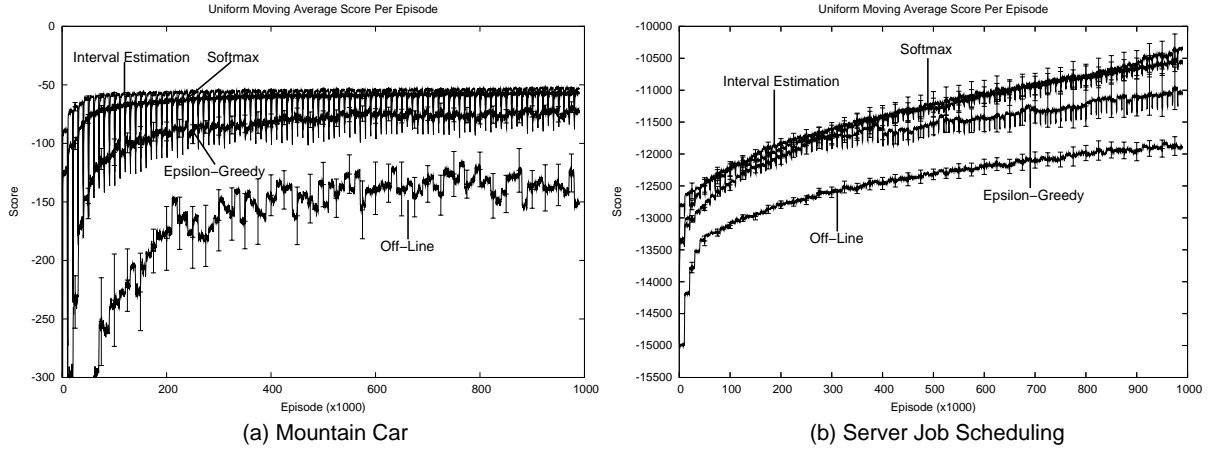 Uniform Moving Average Score Per Episode
0
-50
-100
-150
-200
-250
-300
Score
Interval Estimation
Softmax
Epsilon-Greedy
Off-Line
0
200
400
600
800
1000
Episode (x1000)
(a) Mountain Car
Uniform Moving Average Score Per Episode
-10000
-10500
-11000
-11500
-12000
-12500
-13000
-13500
-14000
-14500
-15000
-15500
Score
Softmax
Interval Estimation
Epsilon-Greedy
Off-Line
0
100
200
300
400
500
600
700
800
900
1000
Episode (x1000)
(b) Server Job Scheduling